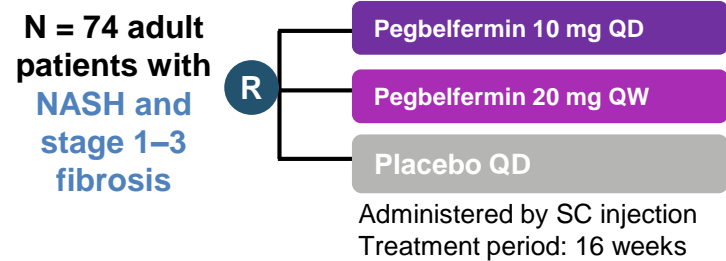 N = 74 adult
patients with
NASH and
stage 1–3
fibrosis
R
Pegbelfermin 10 mg QD
Pegbelfermin 20 mg QW
Placebo QD
Administered by SC injection
Treatment period: 16 weeks